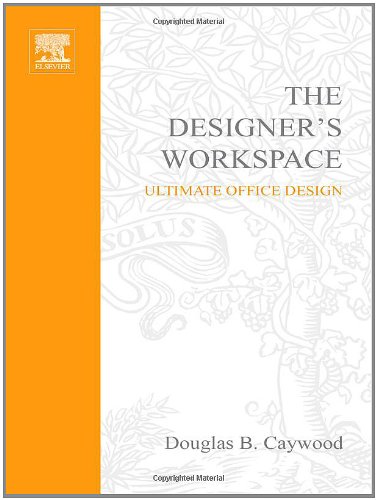 Copyrighted Material
ELSEVIER
THE
DESIGNER'S
WORKSPACE
ULTIMATE OFFICE DESIGN
SOLUS
Douglas B. Caywood
Copyrighted Material